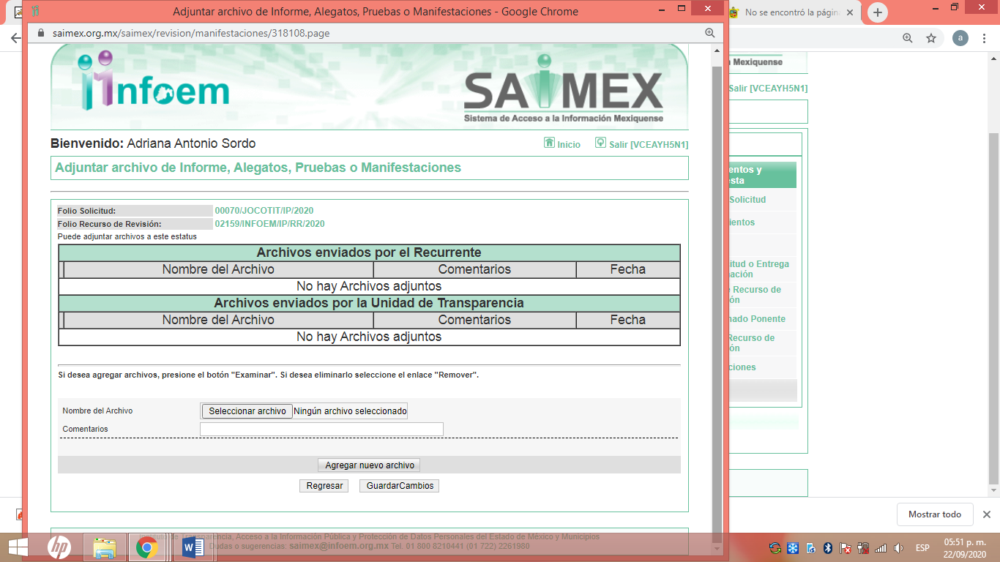 Adjuntar archivo de Informe, Alegatos, Pruebas o Manifestaciones - Google Chrome
No se encontró la págin
saimex.org.mx/saimex/revision/manifestaciones/318108.page
a
infoem
SAIMEX
Sistema de Acceso a la Información Mexiquense
Mexiquense
Bienvenido: Adriana Antonio Sordo
Inicio
Salir [VCEAYH5N1]
Salir [VCEAYH5N1]
Adjuntar archivo de Informe, Alegatos, Pruebas o Manifestaciones
Folio Solicitud: 00070/JOCOTIT/IP/2020
Folio Recurso de Revisión: 02159/INFOEM/IP/RR/2020
Puede adjuntar archivos a este estatus
Archivos enviados por el Recurrente
Nombre del Archivo Comentarios Fecha
No hay Archivos adjuntos
Archivos enviados por la Unidad de Transparencia
Nombre del Archivo Comentarios Fecha
No hay Archivos adjuntos
Si desea agregar archivos, presione el botón "Examinar". Si desea eliminarlo seleccione el enlace "Remover".
Nombre del Archivo Seleccionar archivo Ningún archivo seleccionado
Comentarios
Agregar nuevo archivo
Regresar GuardarCambios
entos y
esta
Solicitud
ientos
titud o Entrega
nación
e Recurso de
ón
nado Ponente
Recurso de
ón
ciones
Mostrar todo
de Transparencia, Acceso a la Información Pública y Protección de Datos Personales del Estado de México y Municipios
Dudas o sugerencias: saimex@infoem.org.mx Tel. 01 800 8210441 (01 722) 2261980
hp
ESP
05:51 p. m.
22/09/2020